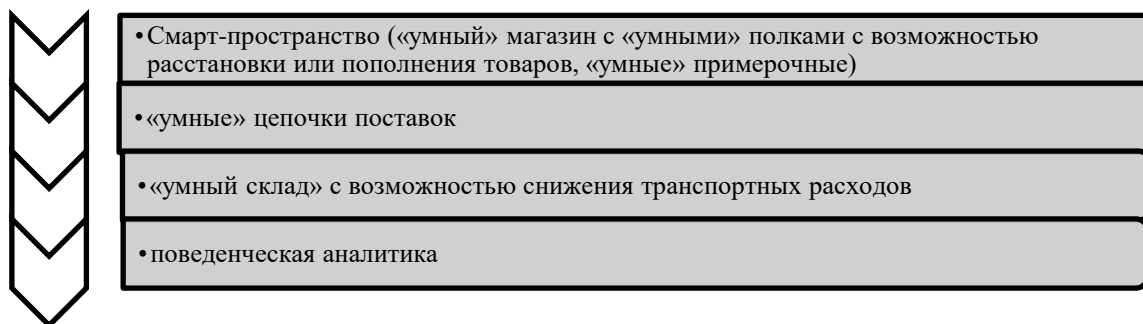 •Смарт-пространство («умный» магазин с «умными» полками с возможностью
расстановки или пополнения товаров, «умные» примерочные)
•«умные» цепочки поставок
•«умный склад» с возможностью снижения транспортных расходов
•поведенческая аналитика